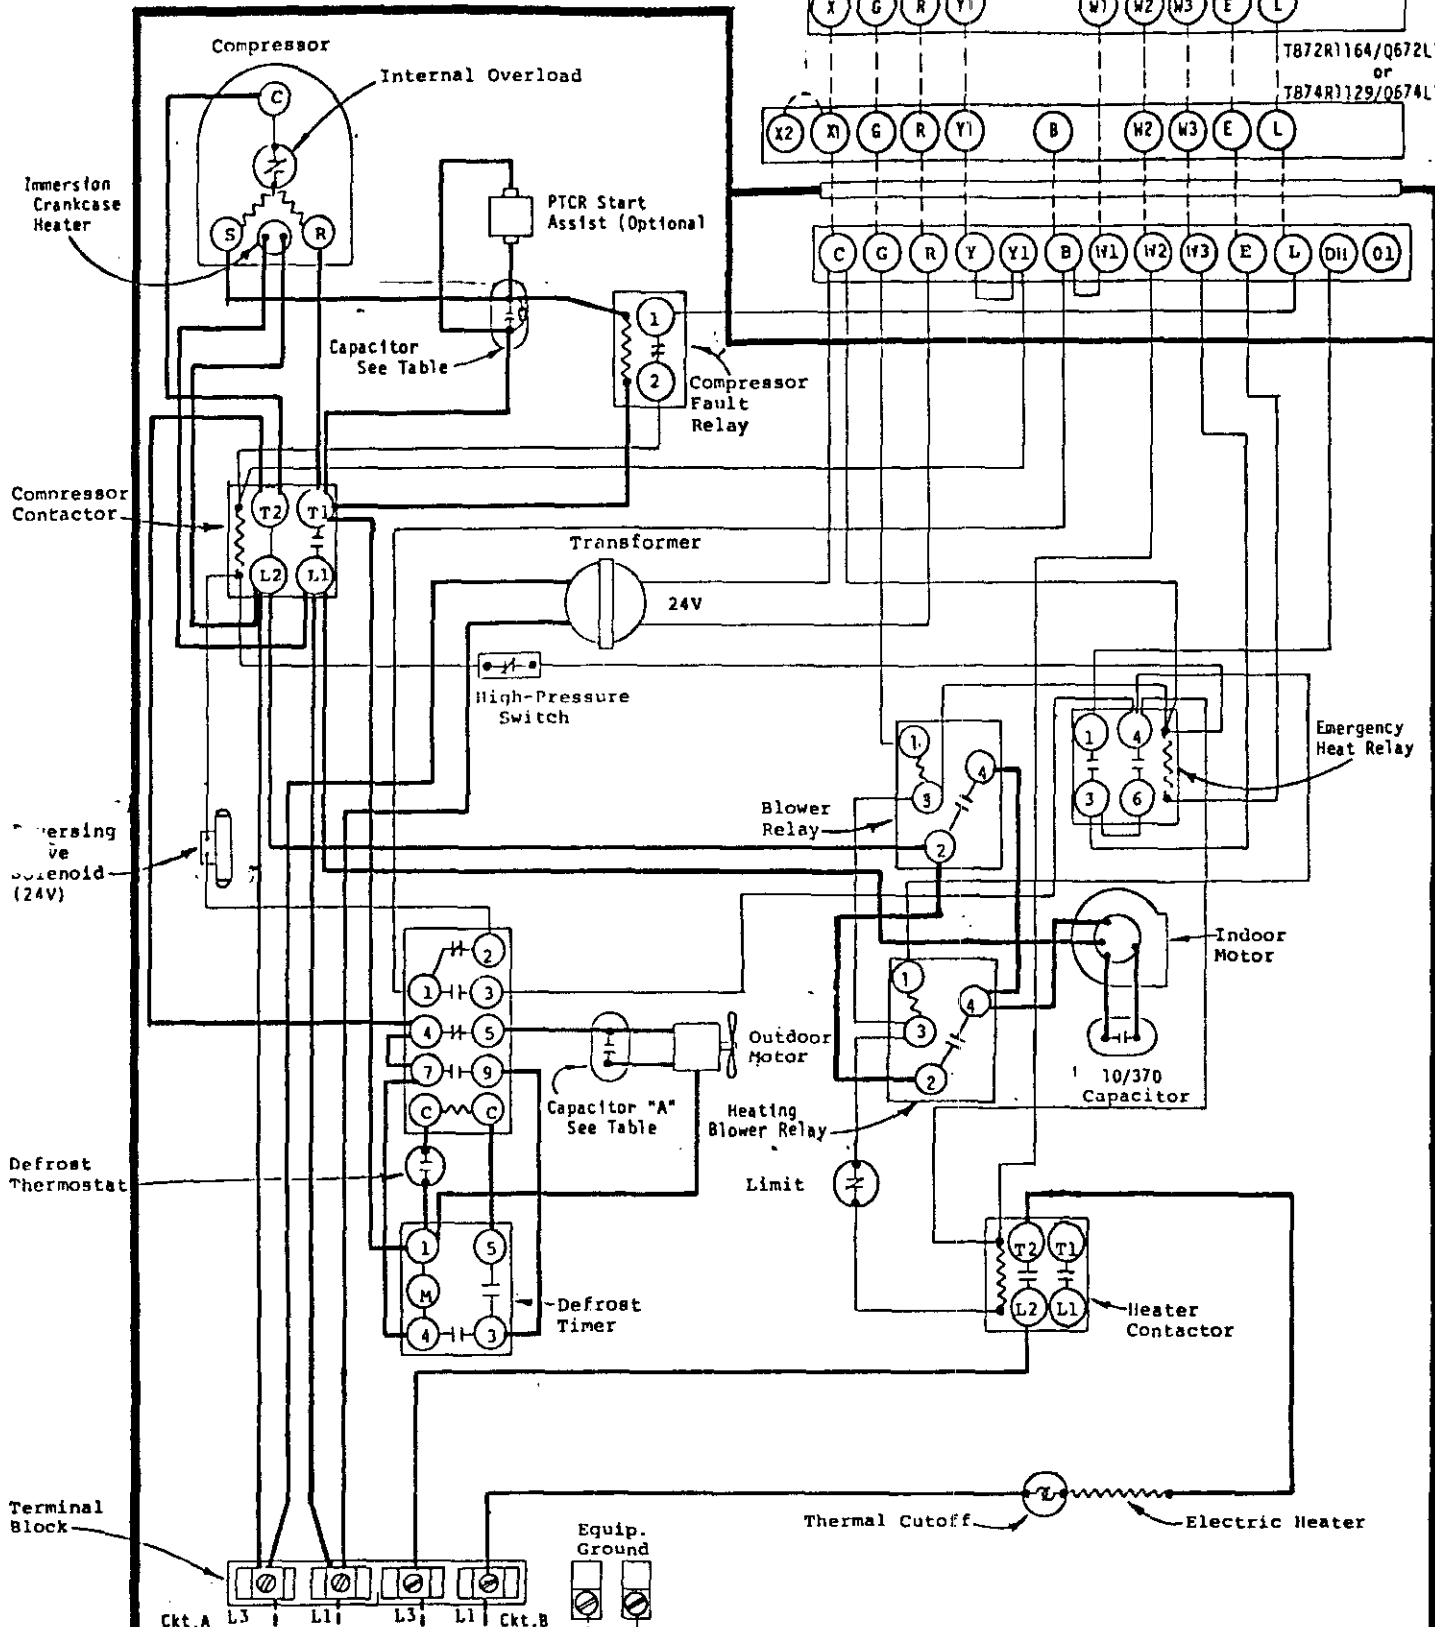 X G R Y1 W1 W2 W3 E L
T872R1164/Q672L
or
T874R1129/Q674L
X2 X1 G R Y1 B W2 W3 E L
C G R Y Y1 B W1 W2 W3 E L DH O1
Compressor
Internal Overload
C
S R
Immersion
Crankcase
Heater
PTCR Start
Assist (Optional
Capacitor
See Table
1
2
Compressor
Fault
Relay
Compressor
Contactor
T2 T1
L2 L1
Transformer
24V
High-Pressure
Switch
Emergency
Heat Relay
1 4
3 6
Blower
Relay
1
4
3
2
Solenoid
(24V)
Indoor
Motor
10/370
Capacitor
2
1 3
4 5
7 9
C C
Outdoor
Motor
Capacitor "A"
See Table
1
4
3
2
Heating
Blower Relay
Defrost
Thermostat
Limit
1 5
M
4 3
Defrost
Timer
T2 T1
L2 L1
Heater
Contactor
Thermal Cutoff
Electric Heater
Terminal
Block
Equip.
Ground
Ckt.A L3 L1 L3 L1 Ckt.B